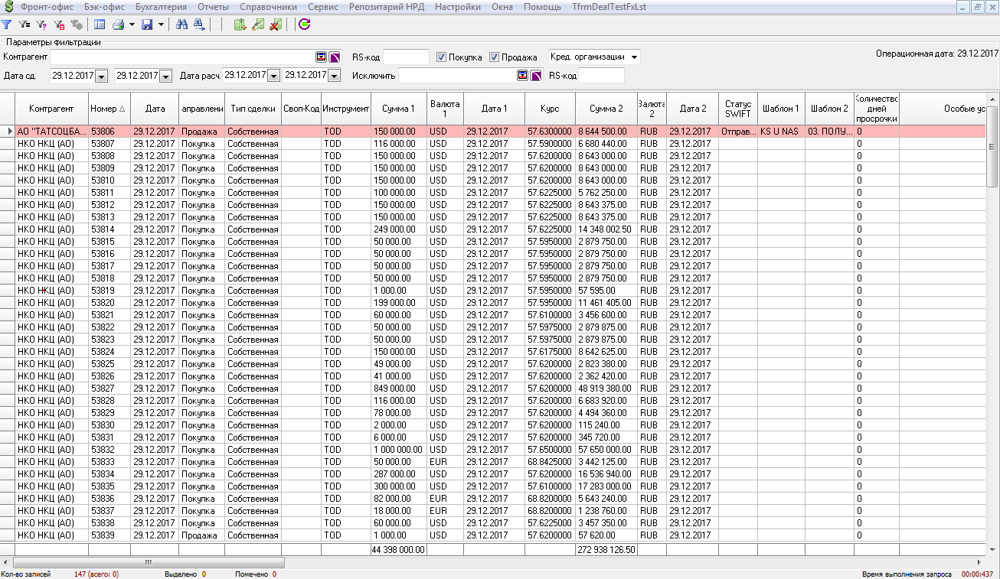 Фронт-офис Бэк-офис Бухгалтерия Отчеты Справочники Сервис Репозитарий НРД Настройки Окна Помощь TfrmDealTestFxLst
Параметры фильтрации
Контрагент RS-код Покупка Продажа Кред. организации Операционная дата: 29.12.2017
Дата сд. 29.12.2017 29.12.2017 Дата расч. 29.12.2017 29.12.2017 Исключить RS-код
Контрагент Номер Дата аправлени Тип сделки Своп-Код Инструмент Сумма 1 Валюта 1 Дата 1 Курс Сумма 2 Валюта 2 Дата 2 Статус SWIFT Шаблон 1 Шаблон 2 Количество дней просрочки Особые ус
АО "ТАТСОЦБА... 53806 29.12.2017 Продажа Собственная TOD 150 000.00 USD 29.12.2017 57.6300000 8 644 500.00 RUB 29.12.2017 Отправ... KS U NAS 03. ПОЛУ... 0
НКО НКЦ (АО) 53807 29.12.2017 Покупка Собственная TOD 116 000.00 USD 29.12.2017 57.5900000 6 680 440.00 RUB 29.12.2017 0
НКО НКЦ (АО) 53808 29.12.2017 Покупка Собственная TOD 150 000.00 USD 29.12.2017 57.6200000 8 643 000.00 RUB 29.12.2017 0
НКО НКЦ (АО) 53809 29.12.2017 Покупка Собственная TOD 150 000.00 USD 29.12.2017 57.6200000 8 643 000.00 RUB 29.12.2017 0
НКО НКЦ (АО) 53810 29.12.2017 Покупка Собственная TOD 150 000.00 USD 29.12.2017 57.6200000 8 643 000.00 RUB 29.12.2017 0
НКО НКЦ (АО) 53811 29.12.2017 Покупка Собственная TOD 100 000.00 USD 29.12.2017 57.6225000 5 762 250.00 RUB 29.12.2017 0
НКО НКЦ (АО) 53812 29.12.2017 Покупка Собственная TOD 150 000.00 USD 29.12.2017 57.6225000 8 643 375.00 RUB 29.12.2017 0
НКО НКЦ (АО) 53813 29.12.2017 Покупка Собственная TOD 150 000.00 USD 29.12.2017 57.6225000 8 643 375.00 RUB 29.12.2017 0
НКО НКЦ (АО) 53814 29.12.2017 Покупка Собственная TOD 249 000.00 USD 29.12.2017 57.6225000 14 348 002.50 RUB 29.12.2017 0
НКО НКЦ (АО) 53815 29.12.2017 Покупка Собственная TOD 50 000.00 USD 29.12.2017 57.5950000 2 879 750.00 RUB 29.12.2017 0
НКО НКЦ (АО) 53816 29.12.2017 Покупка Собственная TOD 50 000.00 USD 29.12.2017 57.5950000 2 879 750.00 RUB 29.12.2017 0
НКО НКЦ (АО) 53817 29.12.2017 Покупка Собственная TOD 50 000.00 USD 29.12.2017 57.5950000 2 879 750.00 RUB 29.12.2017 0
НКО НКЦ (АО) 53818 29.12.2017 Покупка Собственная TOD 50 000.00 USD 29.12.2017 57.5950000 2 879 750.00 RUB 29.12.2017 0
НКО НКЦ (АО) 53819 29.12.2017 Покупка Собственная TOD 1 000.00 USD 29.12.2017 57.5950000 57 595.00 RUB 29.12.2017 0
НКО НКЦ (АО) 53820 29.12.2017 Покупка Собственная TOD 199 000.00 USD 29.12.2017 57.5950000 11 461 405.00 RUB 29.12.2017 0
НКО НКЦ (АО) 53821 29.12.2017 Покупка Собственная TOD 60 000.00 USD 29.12.2017 57.6100000 3 456 600.00 RUB 29.12.2017 0
НКО НКЦ (АО) 53822 29.12.2017 Покупка Собственная TOD 50 000.00 USD 29.12.2017 57.5975000 2 879 875.00 RUB 29.12.2017 0
НКО НКЦ (АО) 53823 29.12.2017 Покупка Собственная TOD 50 000.00 USD 29.12.2017 57.5975000 2 879 875.00 RUB 29.12.2017 0
НКО НКЦ (АО) 53824 29.12.2017 Покупка Собственная TOD 150 000.00 USD 29.12.2017 57.6175000 8 642 625.00 RUB 29.12.2017 0
НКО НКЦ (АО) 53825 29.12.2017 Покупка Собственная TOD 49 000.00 USD 29.12.2017 57.6200000 2 823 380.00 RUB 29.12.2017 0
НКО НКЦ (АО) 53826 29.12.2017 Покупка Собственная TOD 41 000.00 USD 29.12.2017 57.6200000 2 362 420.00 RUB 29.12.2017 0
НКО НКЦ (АО) 53827 29.12.2017 Покупка Собственная TOD 849 000.00 USD 29.12.2017 57.6200000 48 919 380.00 RUB 29.12.2017 0
НКО НКЦ (АО) 53828 29.12.2017 Покупка Собственная TOD 116 000.00 USD 29.12.2017 57.6200000 6 683 920.00 RUB 29.12.2017 0
НКО НКЦ (АО) 53829 29.12.2017 Покупка Собственная TOD 78 000.00 USD 29.12.2017 57.6200000 4 494 360.00 RUB 29.12.2017 0
НКО НКЦ (АО) 53830 29.12.2017 Покупка Собственная TOD 2 000.00 USD 29.12.2017 57.6200000 115 240.00 RUB 29.12.2017 0
НКО НКЦ (АО) 53831 29.12.2017 Покупка Собственная TOD 6 000.00 USD 29.12.2017 57.6200000 345 720.00 RUB 29.12.2017 0
НКО НКЦ (АО) 53832 29.12.2017 Покупка Собственная TOD 1 000 000.00 USD 29.12.2017 57.6500000 57 650 000.00 RUB 29.12.2017 0
НКО НКЦ (АО) 53833 29.12.2017 Покупка Собственная TOD 50 000.00 EUR 29.12.2017 68.8425000 3 442 125.00 RUB 29.12.2017 0
НКО НКЦ (АО) 53834 29.12.2017 Покупка Собственная TOD 287 000.00 USD 29.12.2017 57.6200000 16 536 940.00 RUB 29.12.2017 0
НКО НКЦ (АО) 53835 29.12.2017 Покупка Собственная TOD 300 000.00 USD 29.12.2017 57.6100000 17 283 000.00 RUB 29.12.2017 0
НКО НКЦ (АО) 53836 29.12.2017 Покупка Собственная TOD 82 000.00 EUR 29.12.2017 68.8200000 5 643 240.00 RUB 29.12.2017 0
НКО НКЦ (АО) 53837 29.12.2017 Покупка Собственная TOD 18 000.00 EUR 29.12.2017 68.8200000 1 238 760.00 RUB 29.12.2017 0
НКО НКЦ (АО) 53838 29.12.2017 Покупка Собственная TOD 60 000.00 USD 29.12.2017 57.6225000 3 457 350.00 RUB 29.12.2017 0
НКО НКЦ (АО) 53839 29.12.2017 Продажа Собственная TOD 1 000.00 USD 29.12.2017 57.6200000 57 620.00 RUB 29.12.2017 0
44 398 000.00 272 938 126.50
Кол-во записей 147 (всего: 0) Выделено 0 Помечено 0 Время выполнения запроса 00:00:437